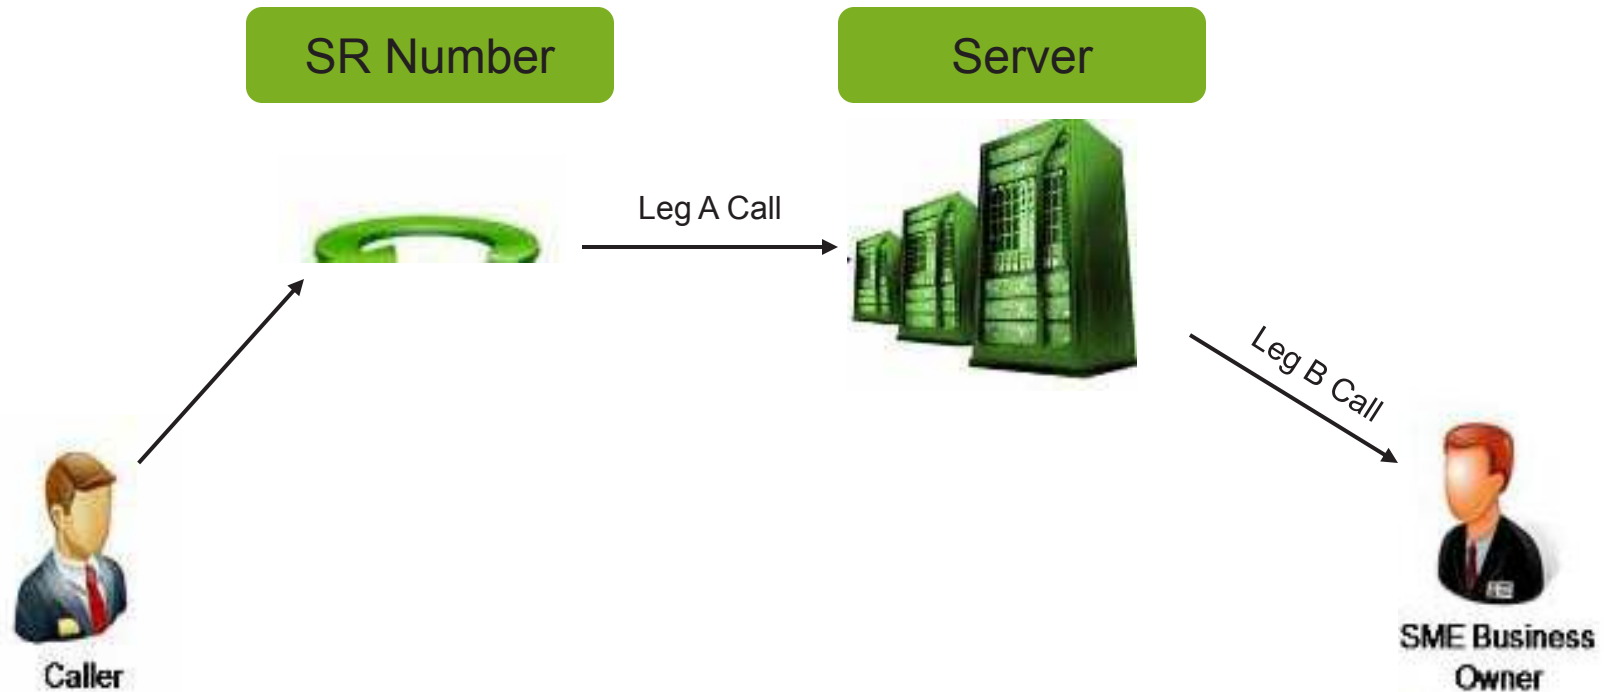 SR Number
Server
Leg A Call
Leg B Call
Caller
SME Business
Owner